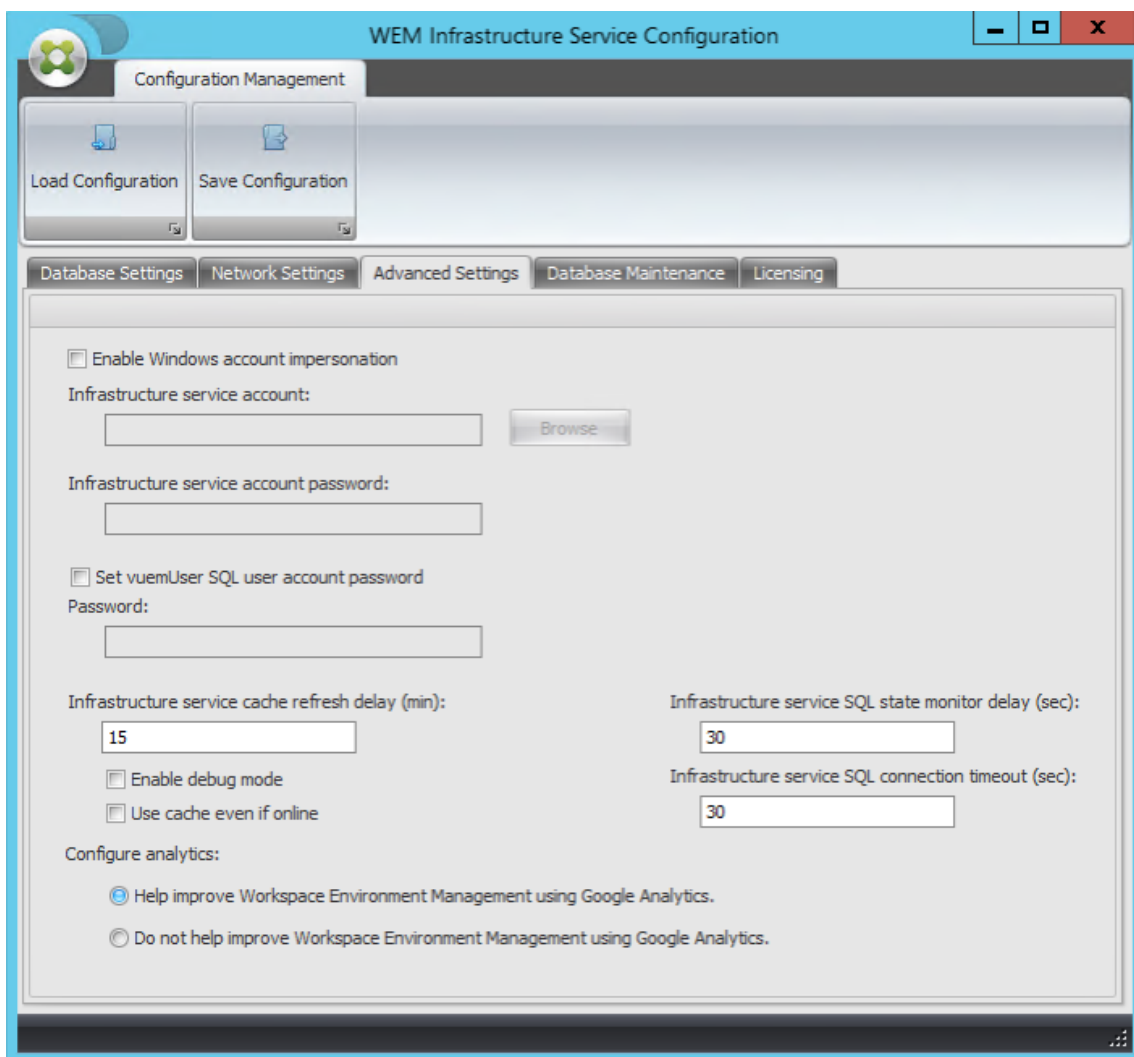 WEM Infrastructure Service Configuration
Configuration Management
Load Configuration
Save Configuration
Database Settings
Network Settings
Advanced Settings
Database Maintenance
Licensing
Enable Windows account impersonation
Infrastructure service account:
Browse
Infrastructure service account password:
Set vuemUser SQL user account password
Password:
Infrastructure service cache refresh delay (min):
15
Enable debug mode
Use cache even if online
Infrastructure service SQL state monitor delay (sec):
30
Infrastructure service SQL connection timeout (sec):
30
Configure analytics:
Help improve Workspace Environment Management using Google Analytics.
Do not help improve Workspace Environment Management using Google Analytics.